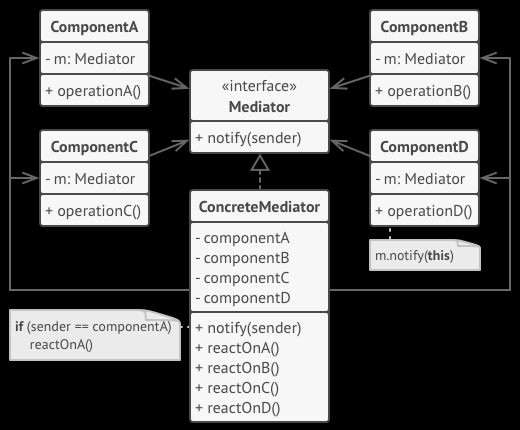 ComponentA
- m: Mediator
+ operationA()
ComponentB
- m: Mediator
+ operationB()
«interface»
Mediator
+ notify(sender)
ComponentC
- m: Mediator
+ operationC()
ComponentD
- m: Mediator
+ operationD()
m.notify(this)
ConcreteMediator
- componentA
- componentB
- componentC
- componentD
+ notify(sender)
+ reactOnA()
+ reactOnB()
+ reactOnC()
+ reactOnD()
if (sender == componentA)
reactOnA()